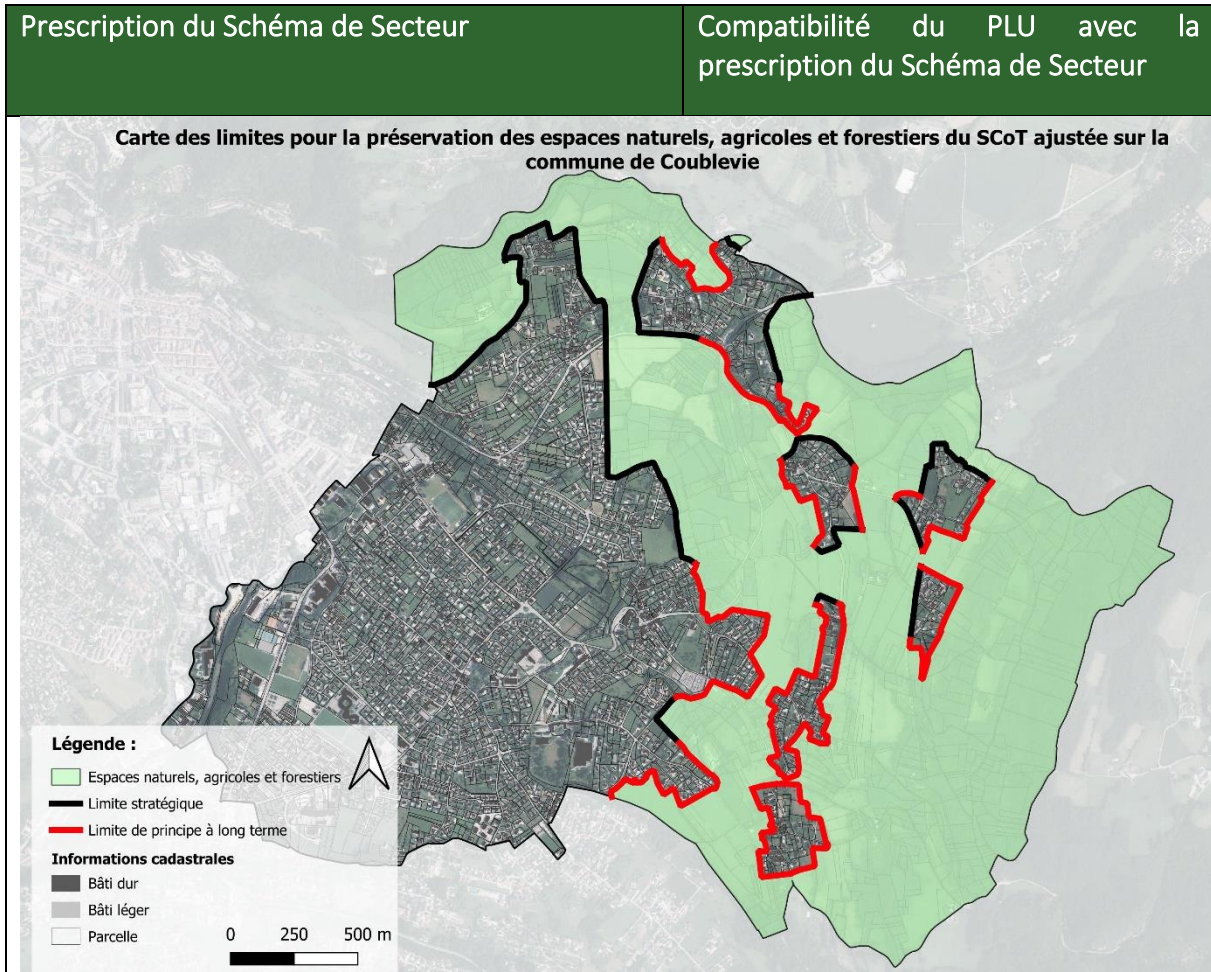 Prescription du Schéma de Secteur
Compatibilité du PLU avec la
prescription du Schéma de Secteur
Carte des limites pour la préservation des espaces naturels, agricoles et forestiers du SCoT ajustée sur la
commune de Coublevie
Légende :
Espaces naturels, agricoles et forestiers
Limite stratégique
Limite de principe à long terme
Informations cadastrales
Bâti dur
Bâti léger
Parcelle
0 250 500 m